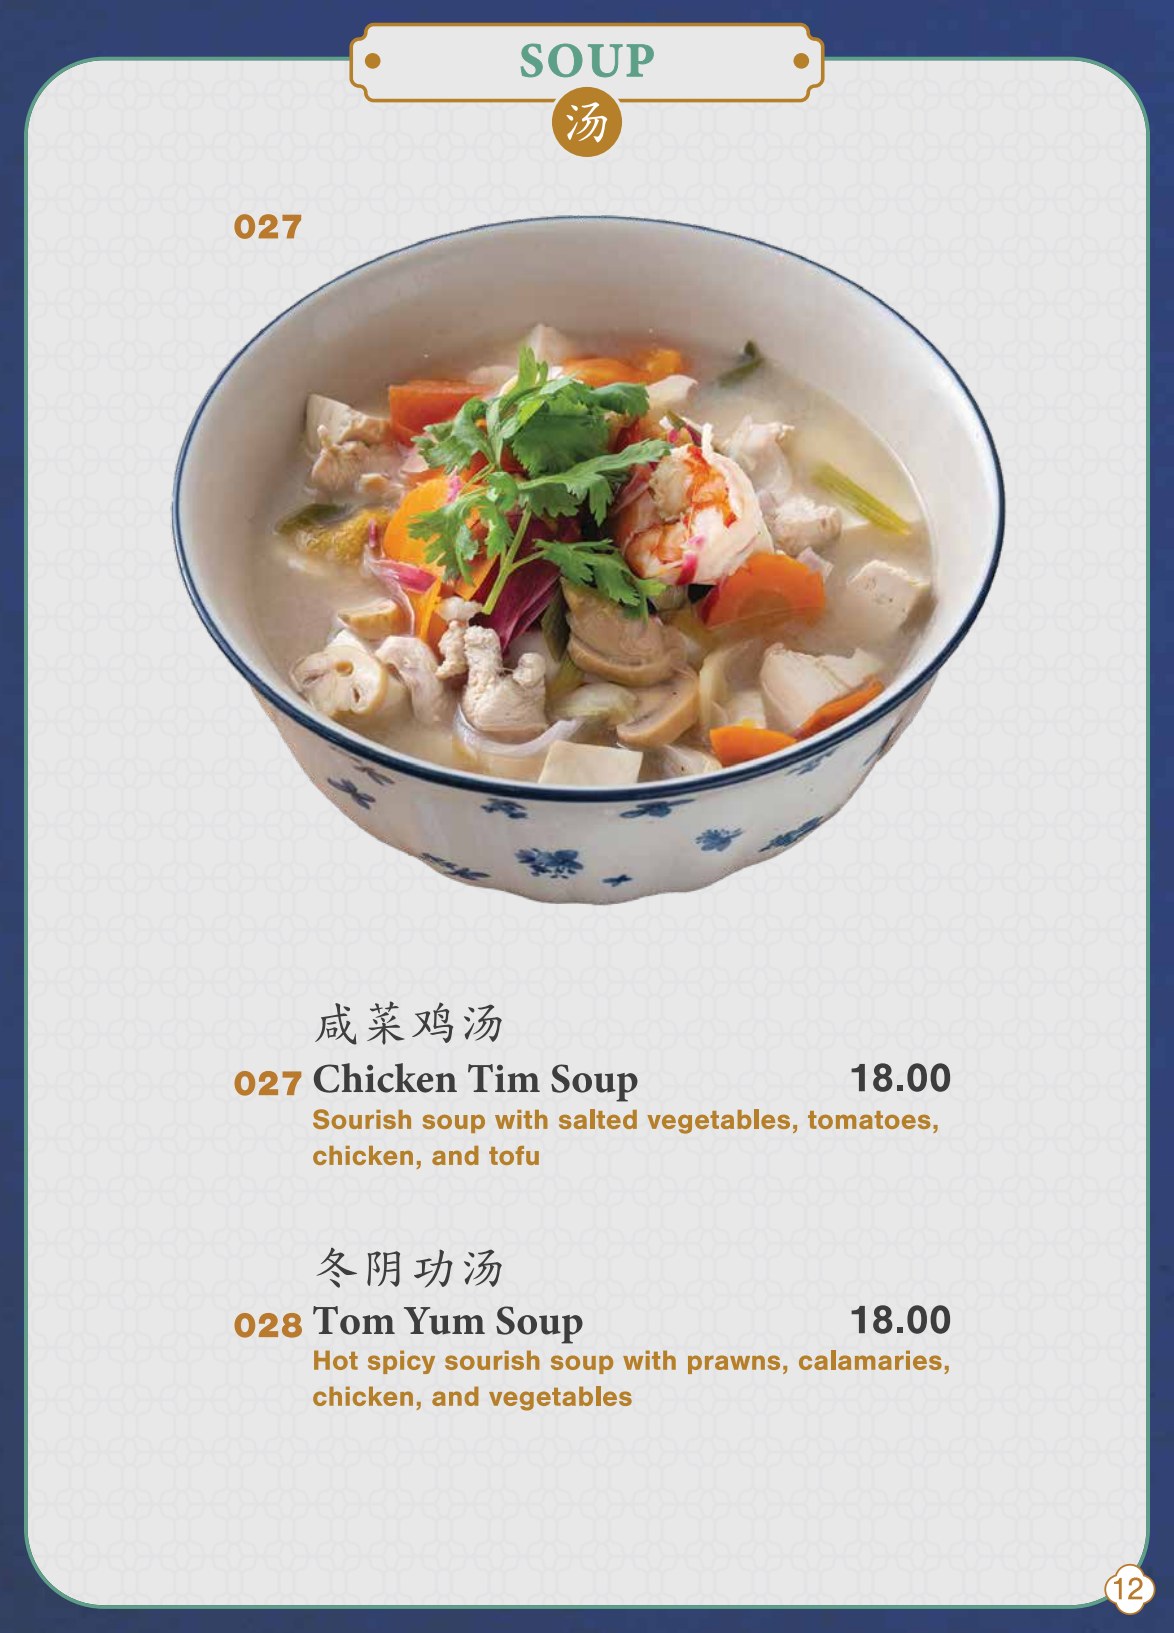 SOUP
汤
027
咸菜鸡汤
027 Chicken Tim Soup 18.00
Sourish soup with salted vegetables, tomatoes,
chicken, and tofu
冬阴功汤
028 Tom Yum Soup 18.00
Hot spicy sourish soup with prawns, calamaries,
chicken, and vegetables
12